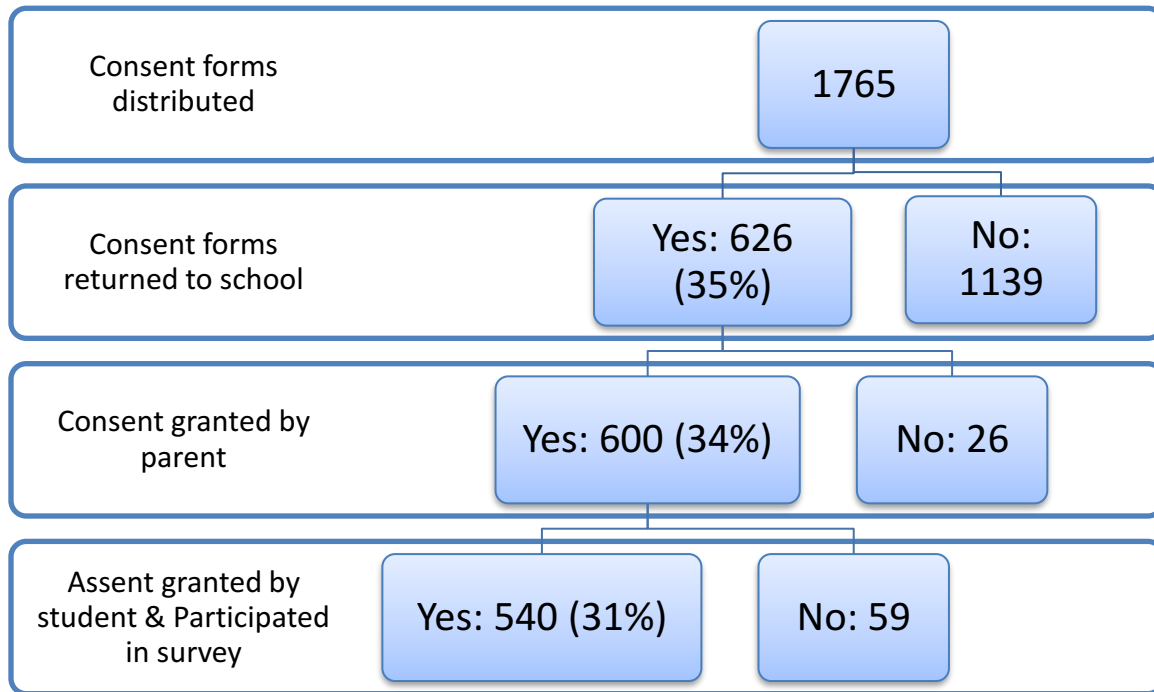 Consent forms
distributed
1765
Consent forms
returned to school
Yes: 626
(35%)
No:
1139
Consent granted by
parent
Yes: 600 (34%)
No: 26
Assent granted by
student & Participated
in survey
Yes: 540 (31%)
No: 59